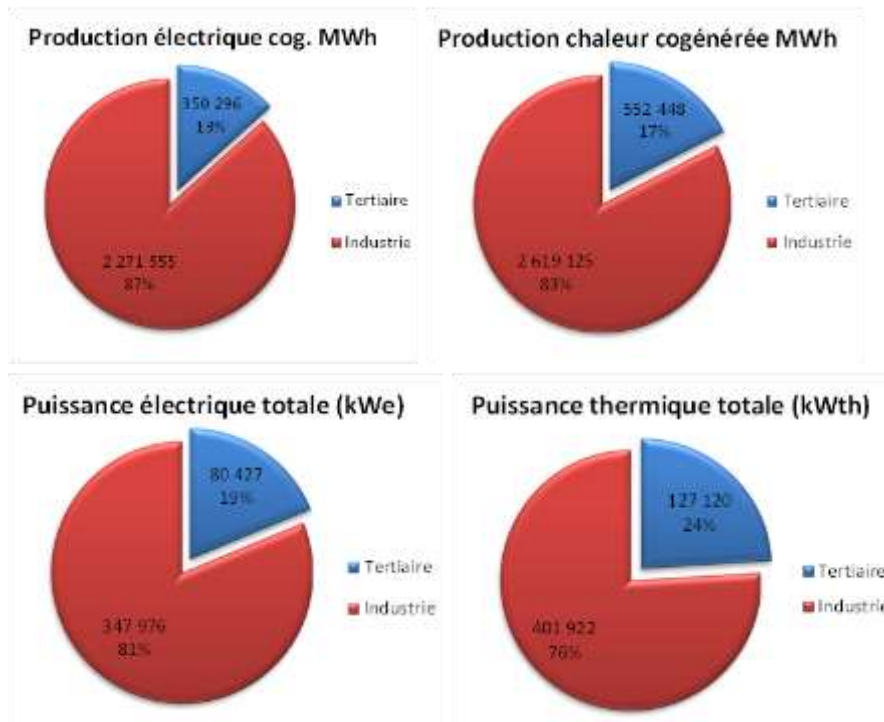 Production électrique cog. MWh
350 296
13%
Tertiaire
Industrie
2 271 555
87%
Production chaleur cogénérée MWh
552 448
17%
Tertiaire
Industrie
2 619 125
83%
Puissance électrique totale (kWe)
80 427
19%
Tertiaire
Industrie
347 976
81%
Puissance thermique totale (kWth)
127 120
24%
Tertiaire
Industrie
401 922
76%